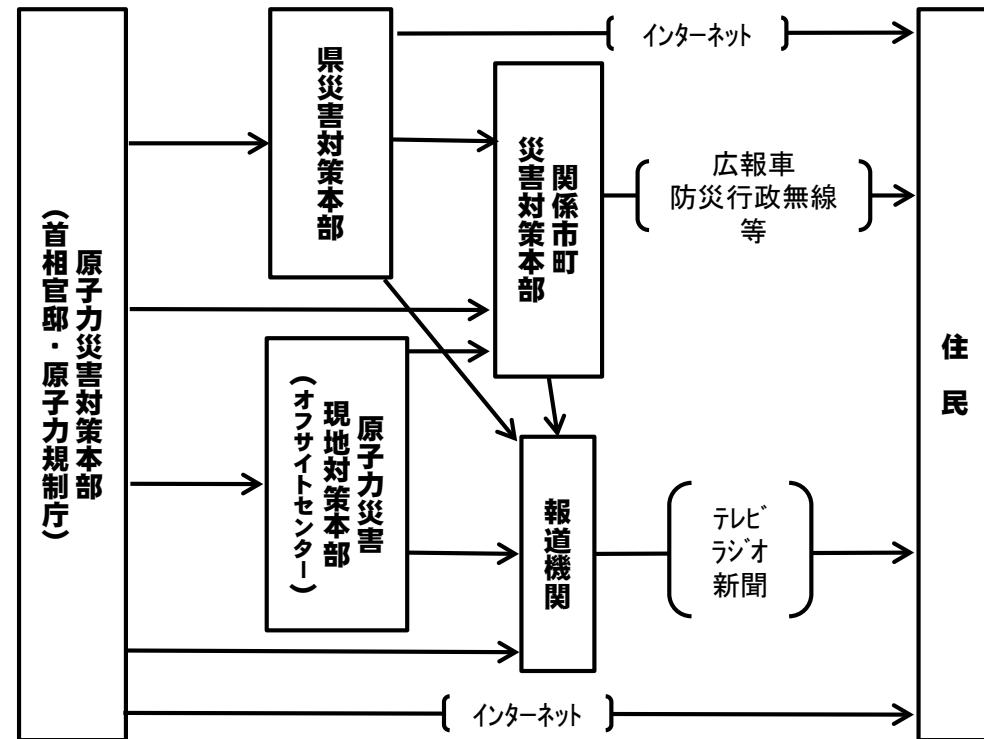 原子力災害対策本部
(首相官邸・原子力規制庁)
県災害対策本部
原子力災害
現地対策本部
(オフサイトセンター)
関係市町
災害対策本部
報道機関
インターネット
広報車
防災行政無線
等
テレビ
ラジオ
新聞
インターネット
住民